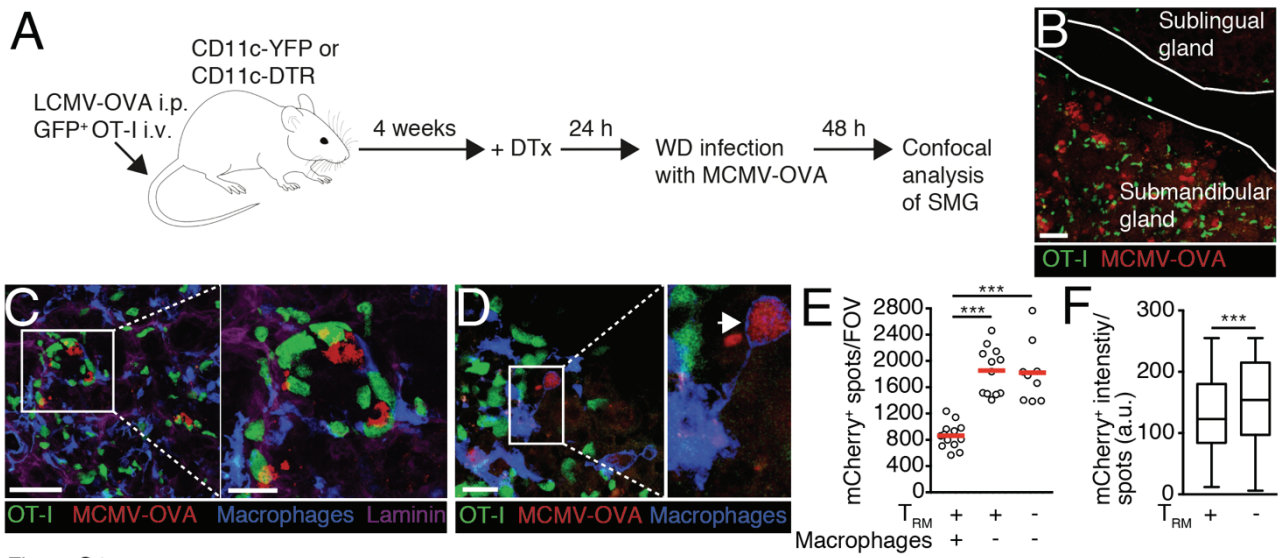 A
CD11c-YFP or
CD11c-DTR
LCMV-OVA i.p.
GFP⁺ OT-I i.v.
4 weeks
+ DTx
24 h
WD infection
with MCMV-OVA
48 h
Confocal
analysis
of SMG
B
Sublingual
gland
Submandibular
gland
OT-I MCMV-OVA
C
OT-I MCMV-OVA Macrophages Laminin
D
OT-I MCMV-OVA Macrophages
E
mCherry⁺ spots/FOV
2800
2400
2000
1600
1200
800
400
0
***
***
TRM + + -
Macrophages + - -
F
mCherry⁺ intenstiy/
spots (a.u.)
300
200
100
0
***
TRM + -